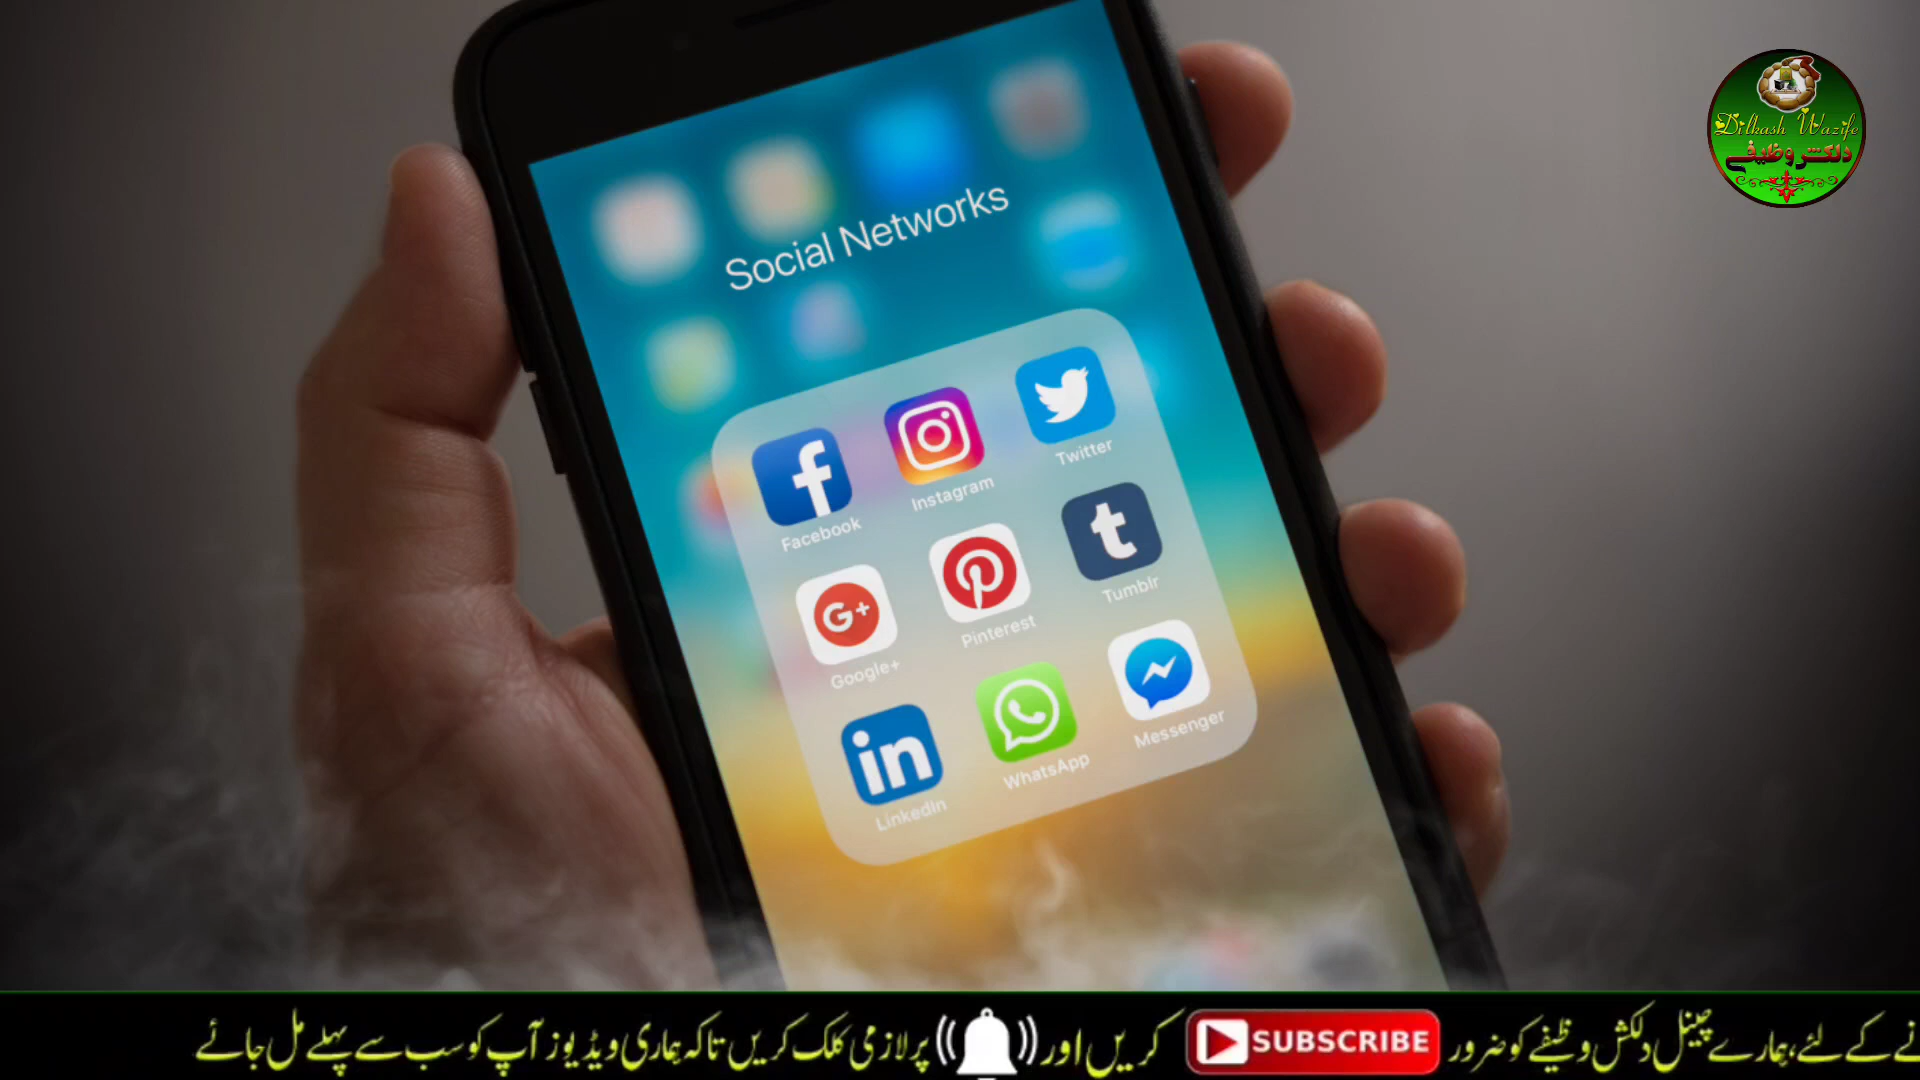 Dilkash Wazife
دلکش وظیفے
Social Networks
Facebook
Instagram
Twitter
Google+
Pinterest
Tumblr
LinkedIn
WhatsApp
Messenger
کے لئے، ہمارے چینل دلکش وظیفے کو ضرور SUBSCRIBE کریں اور پر لازمی کلک کریں تاکہ ہماری ویڈیوز آپ کو سب سے پہلے مل جائے